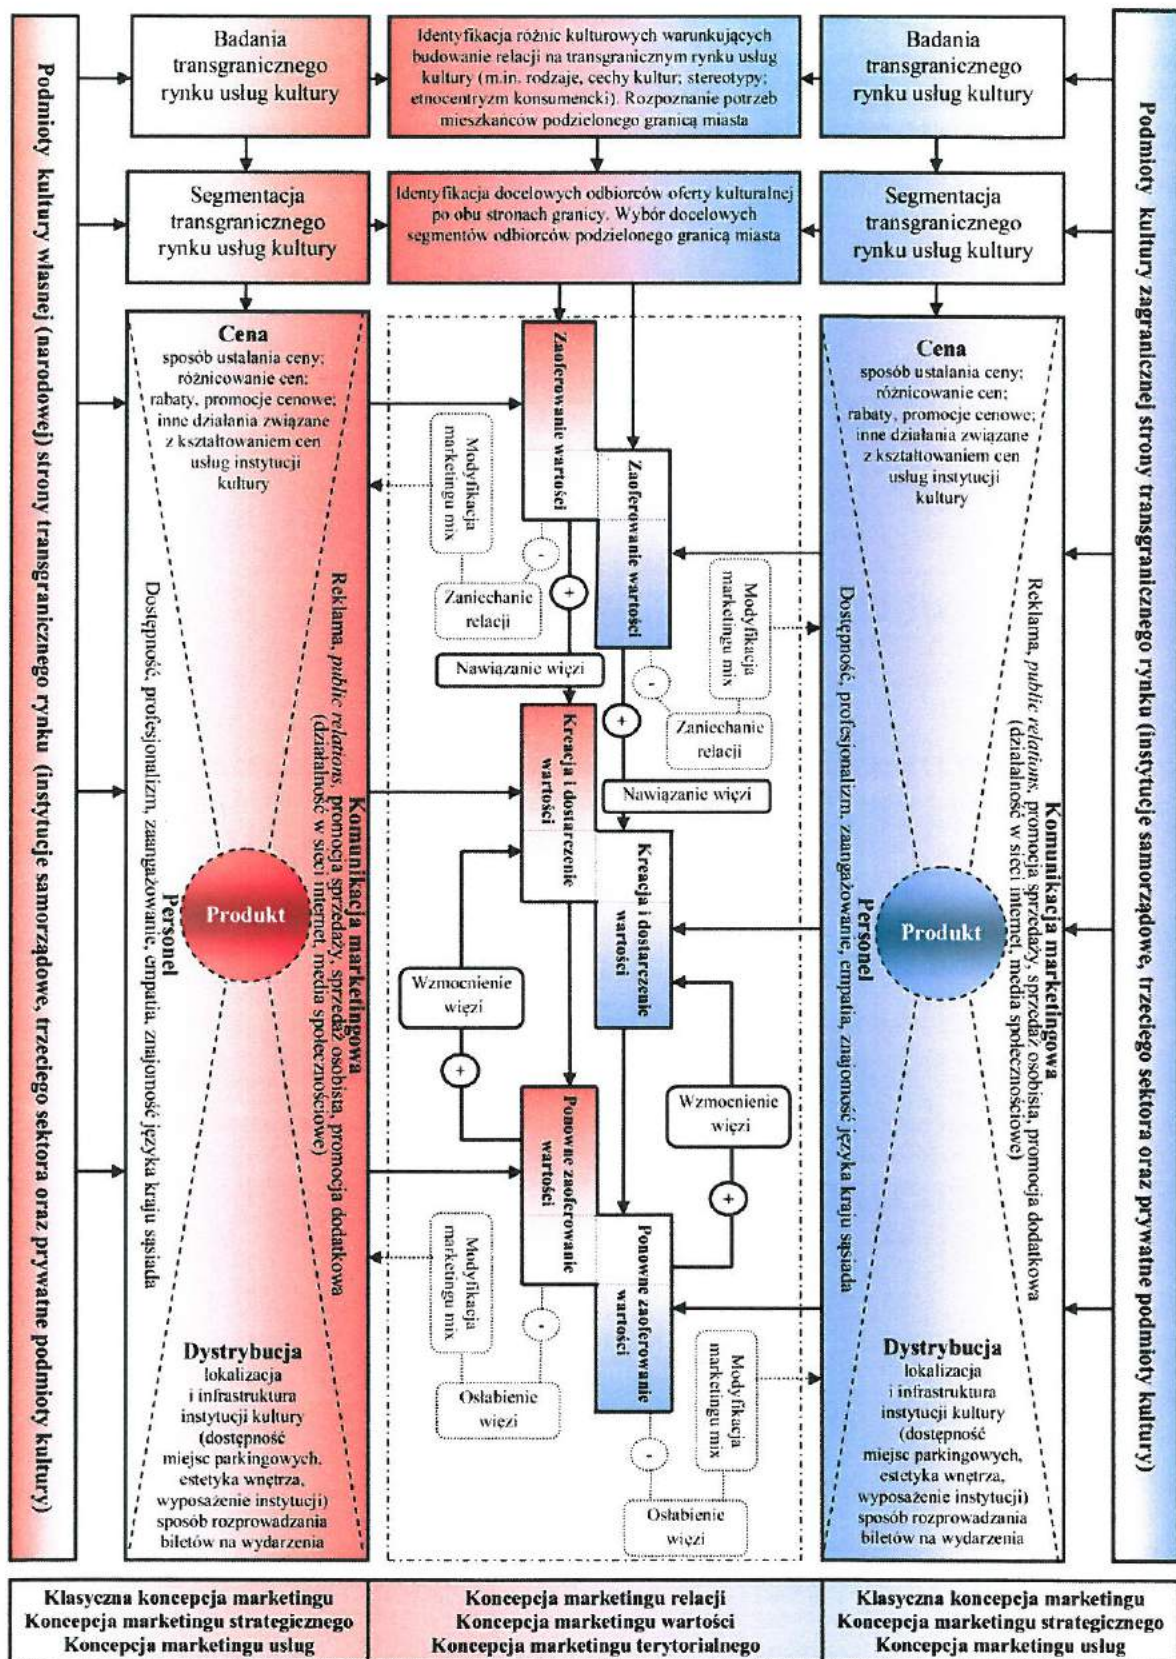 Podmioty kultury własnej (narodowej) strony transgranicznego rynku (instytucje samorządowe, trzeciego sektora oraz prywatne podmioty kultury)
Badania
transgranicznego
rynku usług kultury
Segmentacja
transgranicznego
rynku usług kultury
Cena
sposób ustalania ceny;
różnicowanie cen;
rabaty, promocje cenowe;
inne działania związane
z kształtowaniem cen
usług instytucji
kultury
Komunikacja marketingowa
Reklama, public relations, promocja sprzedaży, sprzedaż osobista, promocja dodatkowa
(działalność w sieci internet, media społecznościowe)
Personel
Dostępność, profesjonalizm, zaangażowanie, empatia, znajomość języka kraju sąsiada
Produkt
Dystrybucja
lokalizacja
i infrastruktura
instytucji kultury
(dostępność
miejsc parkingowych,
estetyka wnętrza,
wyposażenie instytucji)
sposób rozprowadzania
biletów na wydarzenia
Identyfikacja różnic kulturowych warunkujących
budowanie relacji na transgranicznym rynku usług
kultury (m.in. rodzaje, cechy kultur; stereotypy;
etnocentryzm konsumencki). Rozpoznanie potrzeb
mieszkańców podzielonego granicą miasta
Identyfikacja docelowych odbiorców oferty kulturalnej
po obu stronach granicy. Wybór docelowych
segmentów odbiorców podzielonego granicą miasta
Zaoferowanie wartości
Zaoferowanie wartości
Modyfikacja
marketingu mix
-
+
Zaniechanie
relacji
Modyfikacja
marketingu mix
Nawiązanie więzi
-
+
Zaniechanie
relacji
Kreacja i dostarczenie
wartości
Nawiązanie więzi
Kreacja i dostarczenie
wartości
Wzmocnienie
więzi
+
Wzmocnienie
więzi
+
Ponowne zaoferowanie
wartości
Ponowne zaoferowanie
wartości
Modyfikacja
marketingu mix
-
Osłabienie
więzi
Modyfikacja
marketingu mix
-
Osłabienie
więzi
Badania
transgranicznego
rynku usług kultury
Segmentacja
transgranicznego
rynku usług kultury
Cena
sposób ustalania ceny;
różnicowanie cen;
rabaty, promocje cenowe;
inne działania związane
z kształtowaniem cen
usług instytucji
kultury
Komunikacja marketingowa
Reklama, public relations, promocja sprzedaży, sprzedaż osobista, promocja dodatkowa
(działalność w sieci internet, media społecznościowe)
Personel
Dostępność, profesjonalizm, zaangażowanie, empatia, znajomość języka kraju sąsiada
Produkt
Dystrybucja
lokalizacja
i infrastruktura
instytucji kultury
(dostępność
miejsc parkingowych,
estetyka wnętrza,
wyposażenie instytucji)
sposób rozprowadzania
biletów na wydarzenia
Podmioty kultury zagranicznej strony transgranicznego rynku (instytucje samorządowe, trzeciego sektora oraz prywatne podmioty kultury)
Klasyczna koncepcja marketingu
Koncepcja marketingu strategicznego
Koncepcja marketingu usług
Koncepcja marketingu relacji
Koncepcja marketingu wartości
Koncepcja marketingu terytorialnego
Klasyczna koncepcja marketingu
Koncepcja marketingu strategicznego
Koncepcja marketingu usług